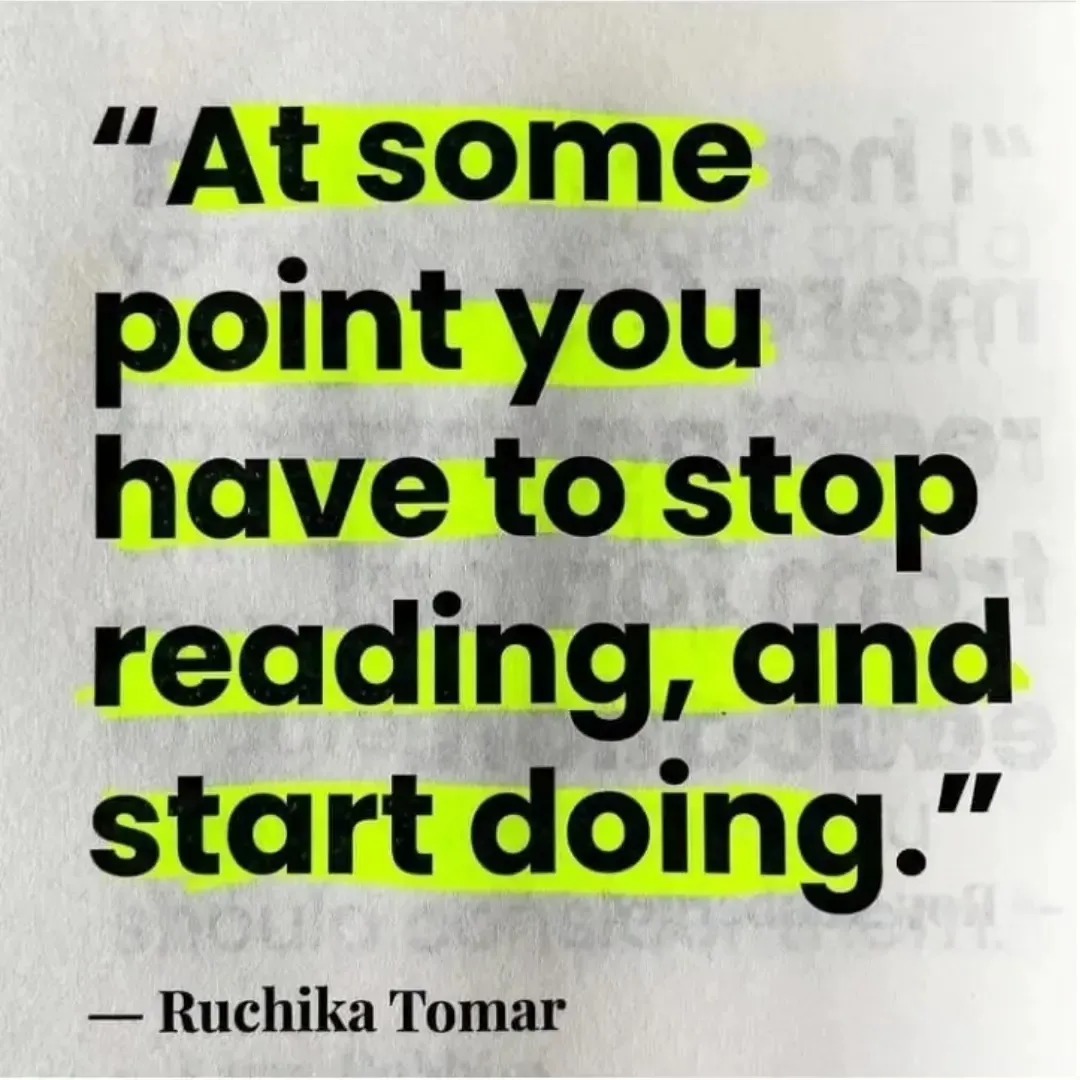 “At some
point you
have to stop
reading, and
start doing.”
— Ruchika Tomar